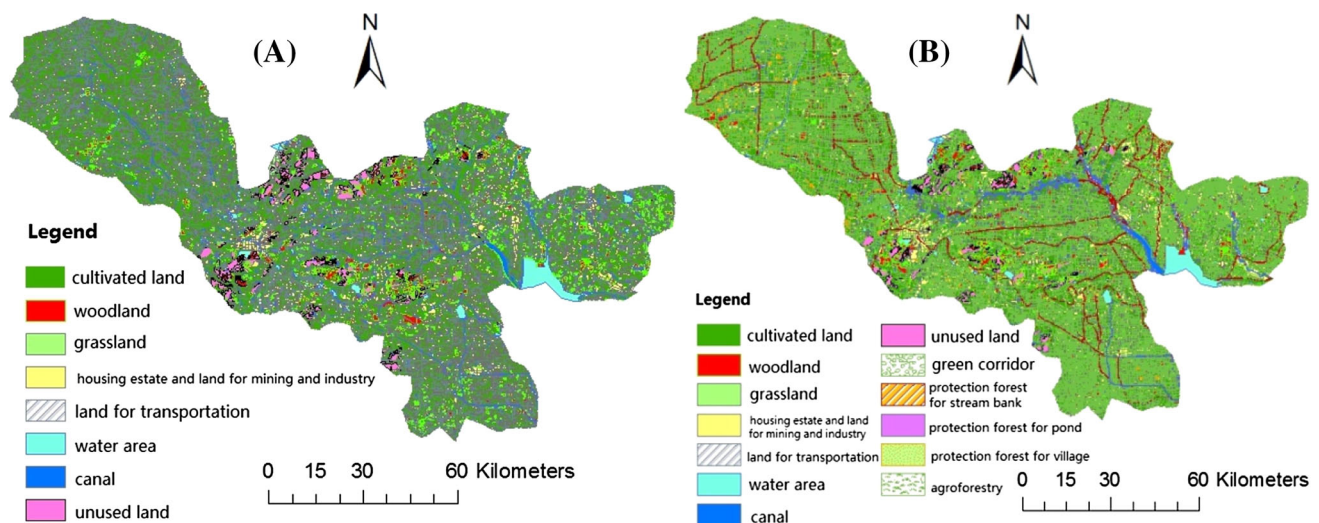 (A)
N
Legend
cultivated land
woodland
grassland
housing estate and land for mining and industry
land for transportation
water area
canal
unused land
0 15 30 60 Kilometers
(B)
N
Legend
cultivated land
woodland
grassland
housing estate and land
for mining and industry
land for transportation
water area
canal
unused land
green corridor
protection forest
for stream bank
protection forest for pond
protection forest for village
agroforestry
0 15 30 60 Kilometers